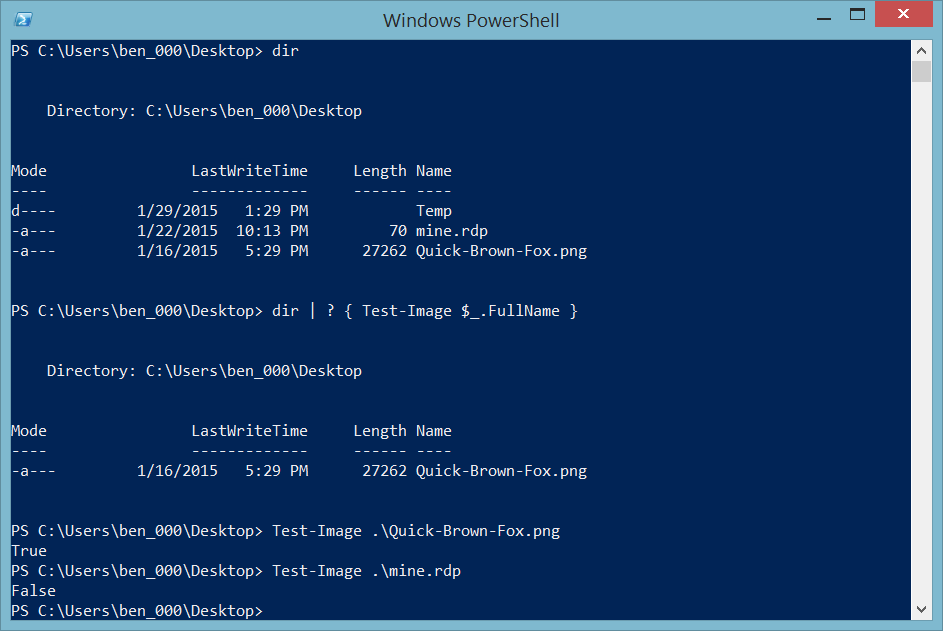 Windows PowerShell
PS C:\Users\ben_000\Desktop> dir
    Directory: C:\Users\ben_000\Desktop
Mode                LastWriteTime     Length Name
----                -------------     ------ ----
d----         1/29/2015   1:29 PM            Temp
-a---         1/22/2015  10:13 PM         70 mine.rdp
-a---         1/16/2015   5:29 PM      27262 Quick-Brown-Fox.png
PS C:\Users\ben_000\Desktop> dir | ? { Test-Image $_.FullName }
    Directory: C:\Users\ben_000\Desktop
Mode                LastWriteTime     Length Name
----                -------------     ------ ----
-a---         1/16/2015   5:29 PM      27262 Quick-Brown-Fox.png
PS C:\Users\ben_000\Desktop> Test-Image .\Quick-Brown-Fox.png
True
PS C:\Users\ben_000\Desktop> Test-Image .\mine.rdp
False
PS C:\Users\ben_000\Desktop>